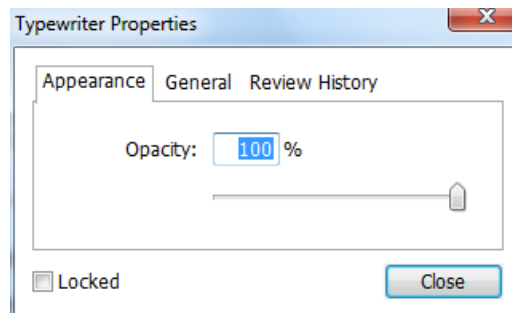 Typewriter Properties
Appearance General Review History
Opacity: 100 %
Locked Close